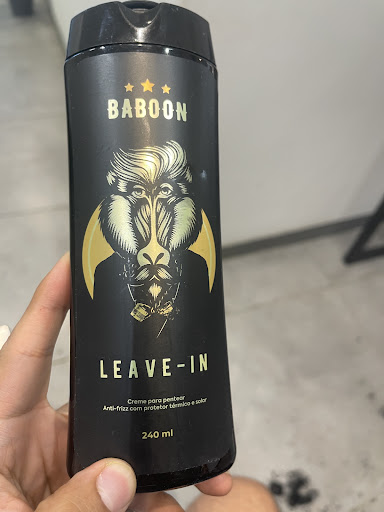 BABOON
LEAVE-IN
Creme para pentear
Anti-frizz com protetor térmico e solar
240 ml